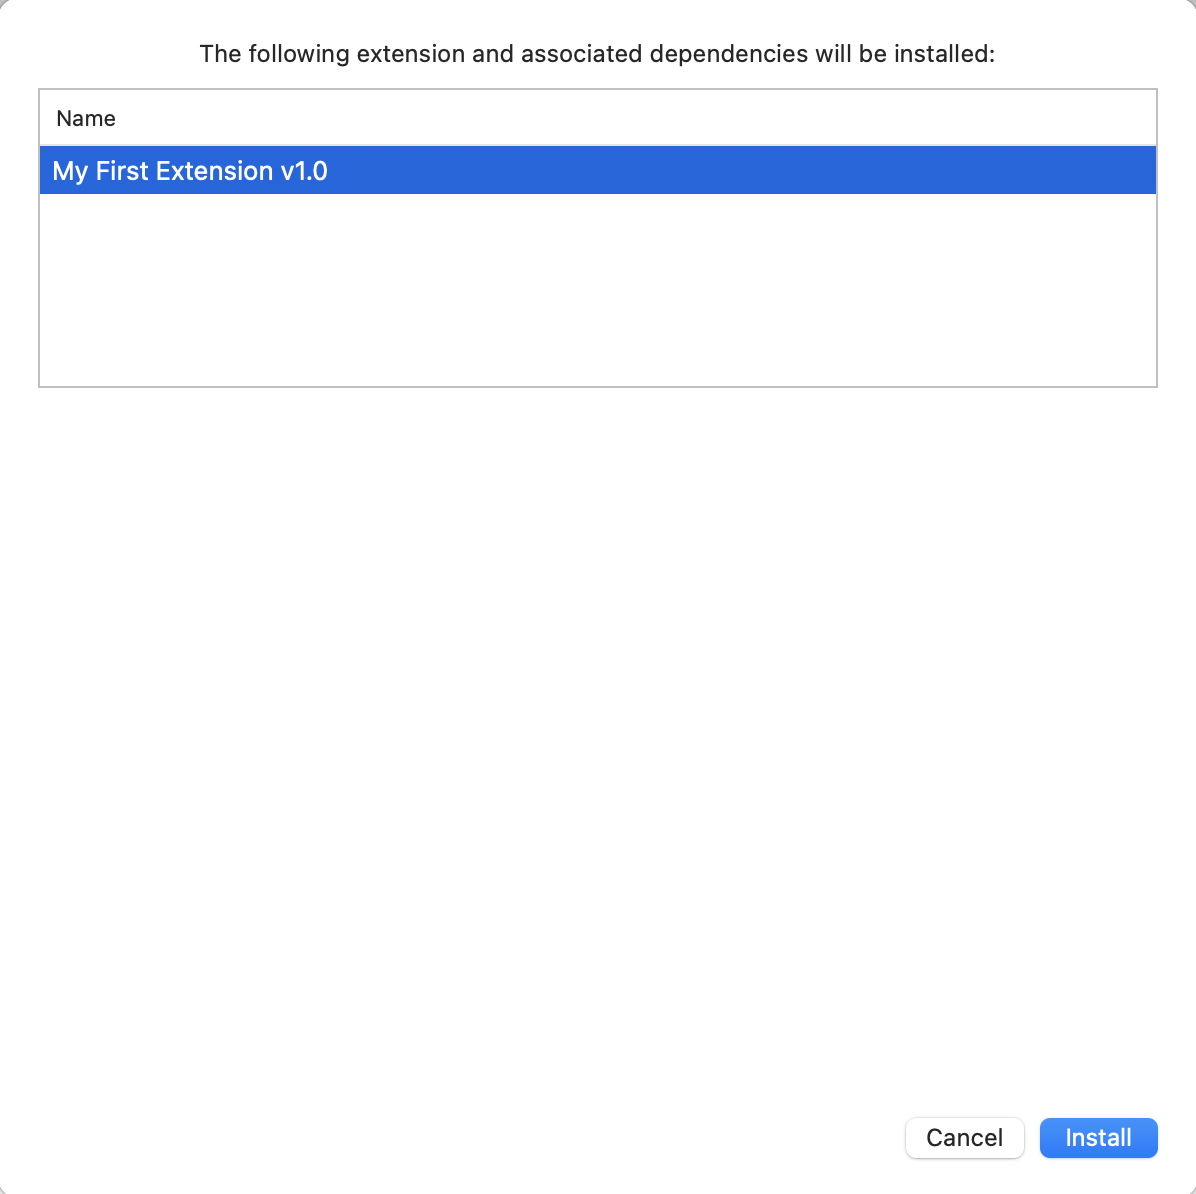 The following extension and associated dependencies will be installed:
Name
My First Extension v1.0
Cancel
Install